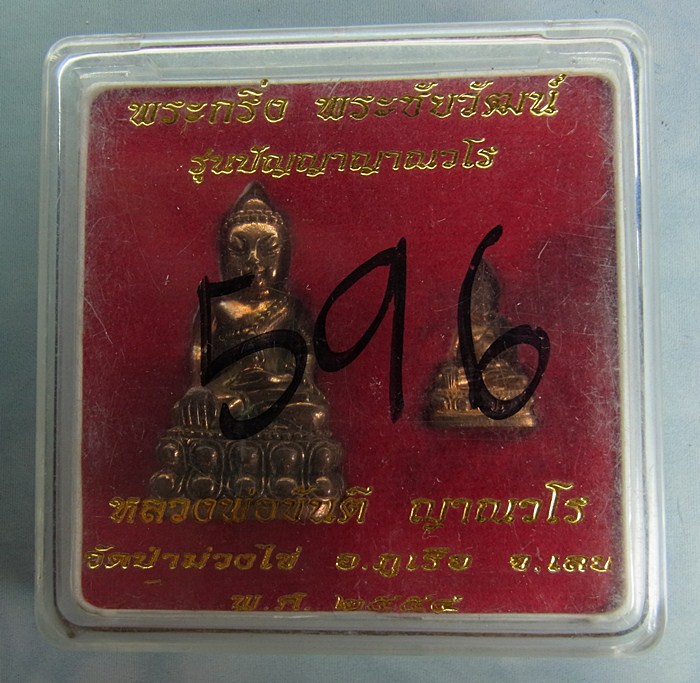 พระกริ่ง พระชัยวัฒน์
รุ่นปัญญาญาณวโร
596
หลวงพ่อขันตี ญาณวโร
วัดป่าม่วงไข่ อ.ภูเรือ จ.เลย
พ.ศ. ๒๕๕๔